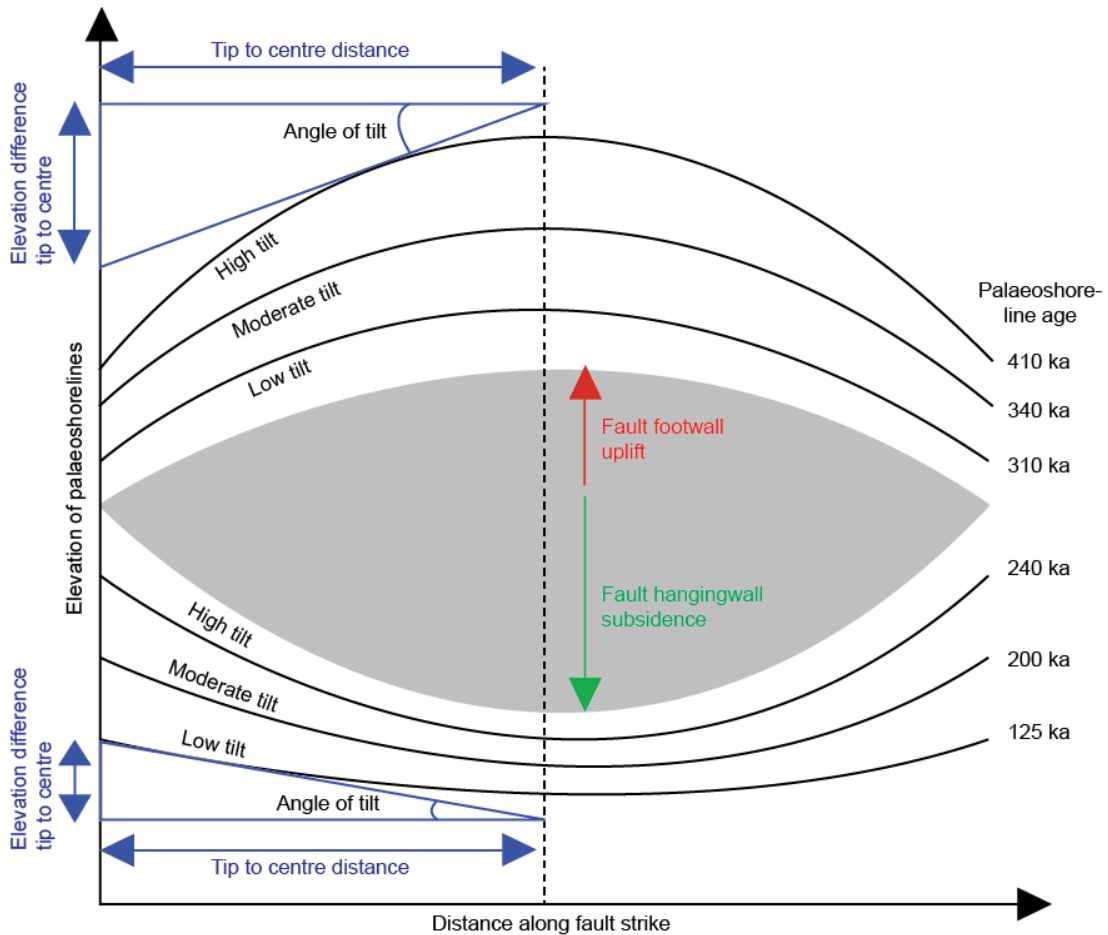 Tip to centre distance
Elevation difference
tip to centre
Angle of tilt
High tilt
Moderate tilt
Low tilt
Palaeoshore-
line age
410 ka
340 ka
310 ka
Fault footwall
uplift
Elevation of palaeoshorelines
Fault hangingwall
subsidence
240 ka
200 ka
125 ka
High tilt
Moderate tilt
Low tilt
Elevation difference
tip to centre
Angle of tilt
Tip to centre distance
Distance along fault strike